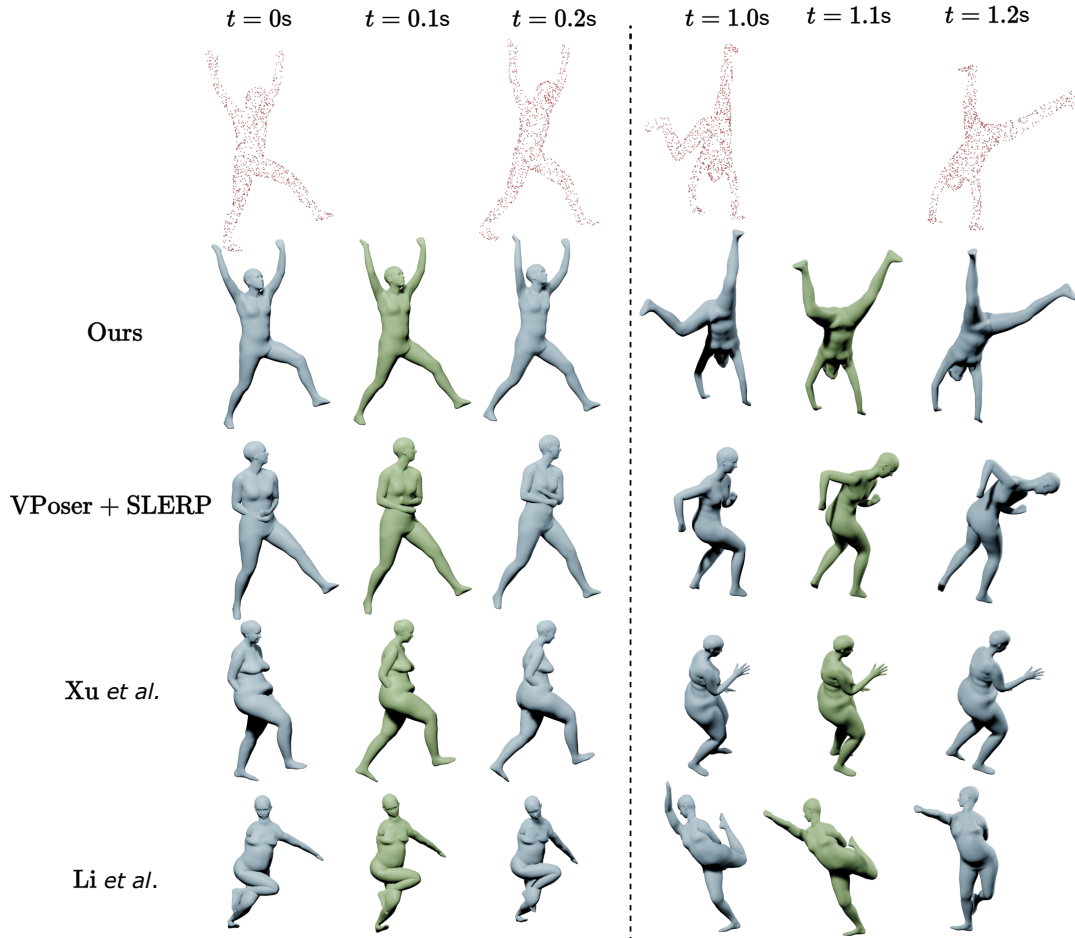 t = 0s t = 0.1s t = 0.2s t = 1.0s t = 1.1s t = 1.2s
Ours
VPoser + SLERP
Xu et al.
Li et al.